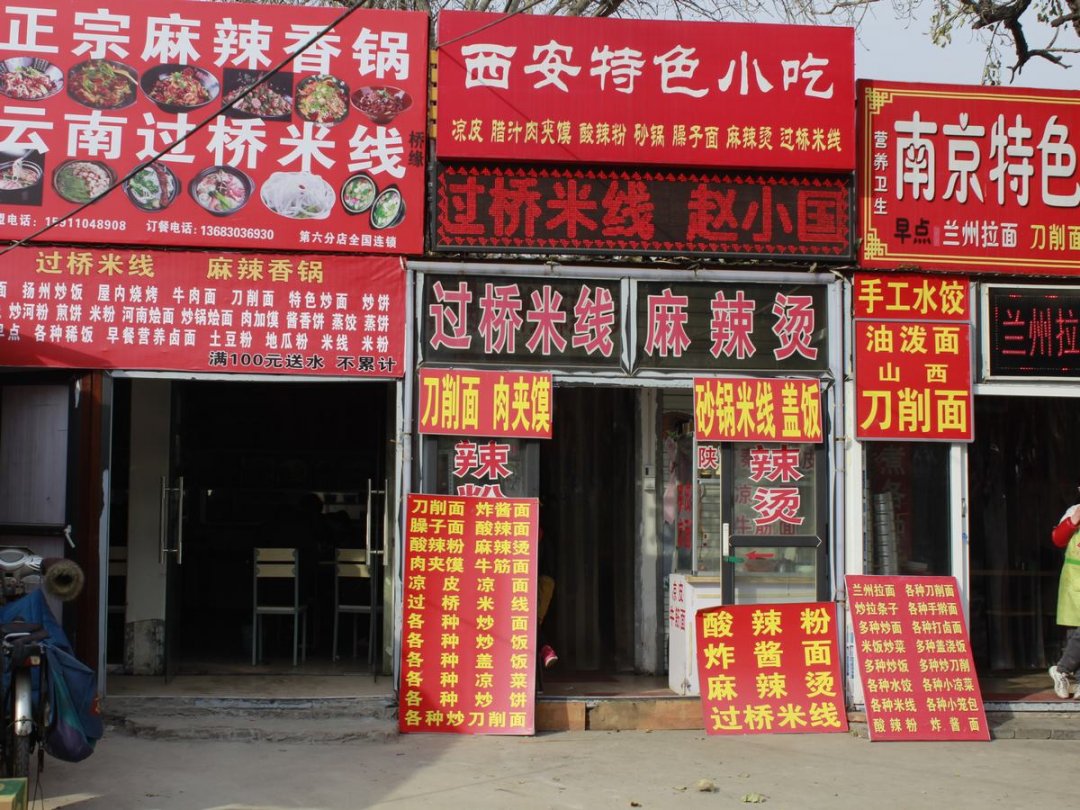 正宗麻辣香锅
云南过桥米线
桥缘
订餐电话：13683030930
第六分店全国连锁
过桥米线 麻辣香锅
扬州炒饭 屋内烧烤 牛肉面 刀削面 特色炒面 炒饼
炒河粉 煎饼 米粉 河南烩面 炒锅烩面 肉加馍 酱香饼 蒸饺 蒸饼
各种稀饭 早餐营养卤面 土豆粉 地瓜粉 米线 米粉
满100元送水 不累计
西安特色小吃
凉皮 腊汁肉夹馍 酸辣粉 砂锅 臊子面 麻辣烫 过桥米线
过桥米线 赵小国
过桥米线 麻辣烫
刀削面 肉夹馍
砂锅米线 盖饭
辣
粉
陕
辣
烫
刀削面 炸酱面
臊子面 酸辣面
酸辣粉 麻辣烫
肉夹馍 牛筋面
凉皮 凉面
过桥米线
各种炒面
各种炒饭
各种盖饭
各种凉菜
各种炒饼
各种炒刀削面
酸辣粉
炸酱面
麻辣烫
过桥米线
营养卫生
南京特色
早点 兰州拉面 刀削面
手工水饺
油泼面
山西
刀削面
兰州拉
兰州拉面 各种刀削面
炒拉条子 各种手擀面
多种炒面 各种打卤面
米饭炒菜 多种盖浇饭
多种炒饭 多种炒刀削
各种水饺 各种小凉菜
各种米线 各种小笼包
酸辣粉 炸酱面